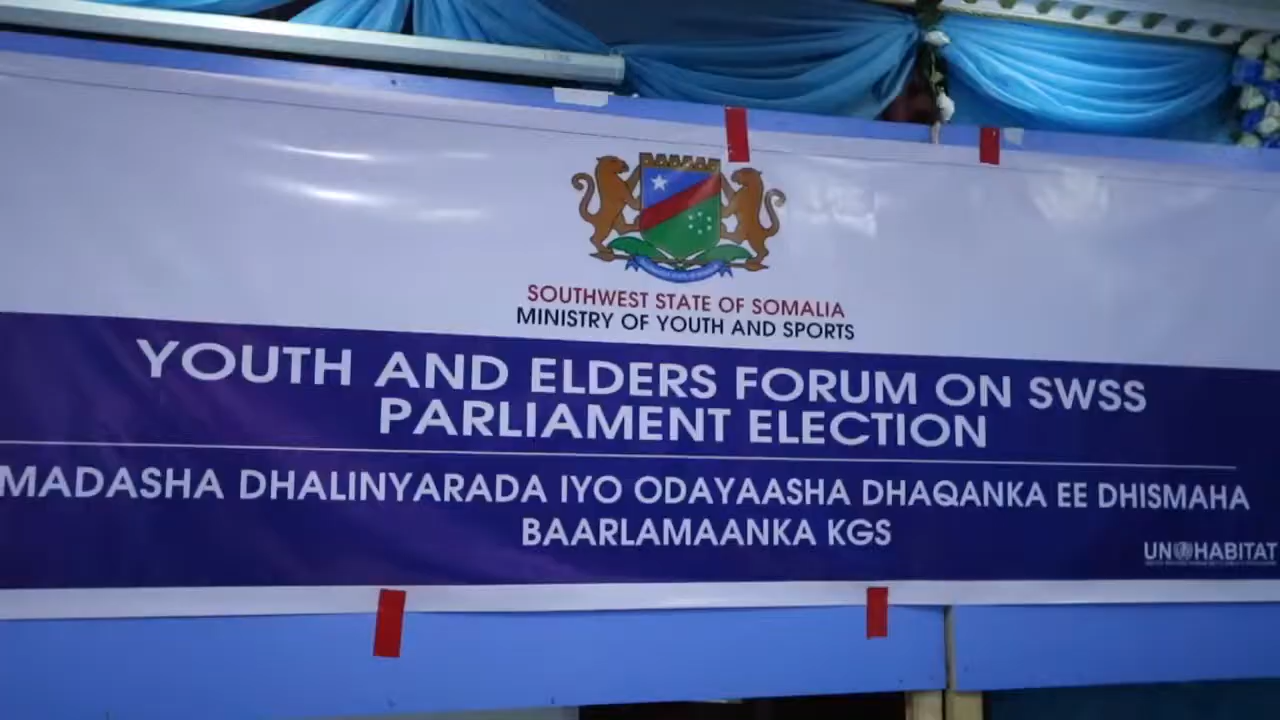 SOUTHWEST STATE OF SOMALIA
MINISTRY OF YOUTH AND SPORTS
YOUTH AND ELDERS FORUM ON SWSS
PARLIAMENT ELECTION
MADASHA DHALINYARADA IYO ODAYAASHA DHAQANKA EE DHISMAHA
BAARLAMAANKA KGS
UN HABITAT